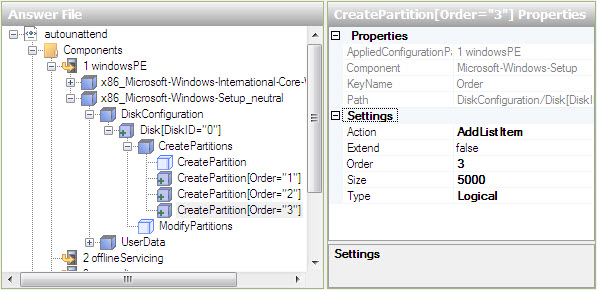 Answer File
autounattend
Components
1 windowsPE
x86_Microsoft-Windows-International-Core-
x86_Microsoft-Windows-Setup_neutral
DiskConfiguration
Disk[DiskID="0"]
CreatePartitions
CreatePartition
CreatePartition[Order="1"]
CreatePartition[Order="2"]
CreatePartition[Order="3"]
ModifyPartitions
UserData
2 offlineServicing
CreatePartition[Order="3"] Properties
Properties
AppliedConfigurationPa 1 windowsPE
Component Microsoft-Windows-Setup
KeyName Order
Path DiskConfiguration/Disk[DiskI
Settings
Action AddListItem
Extend false
Order 3
Size 5000
Type Logical
Settings